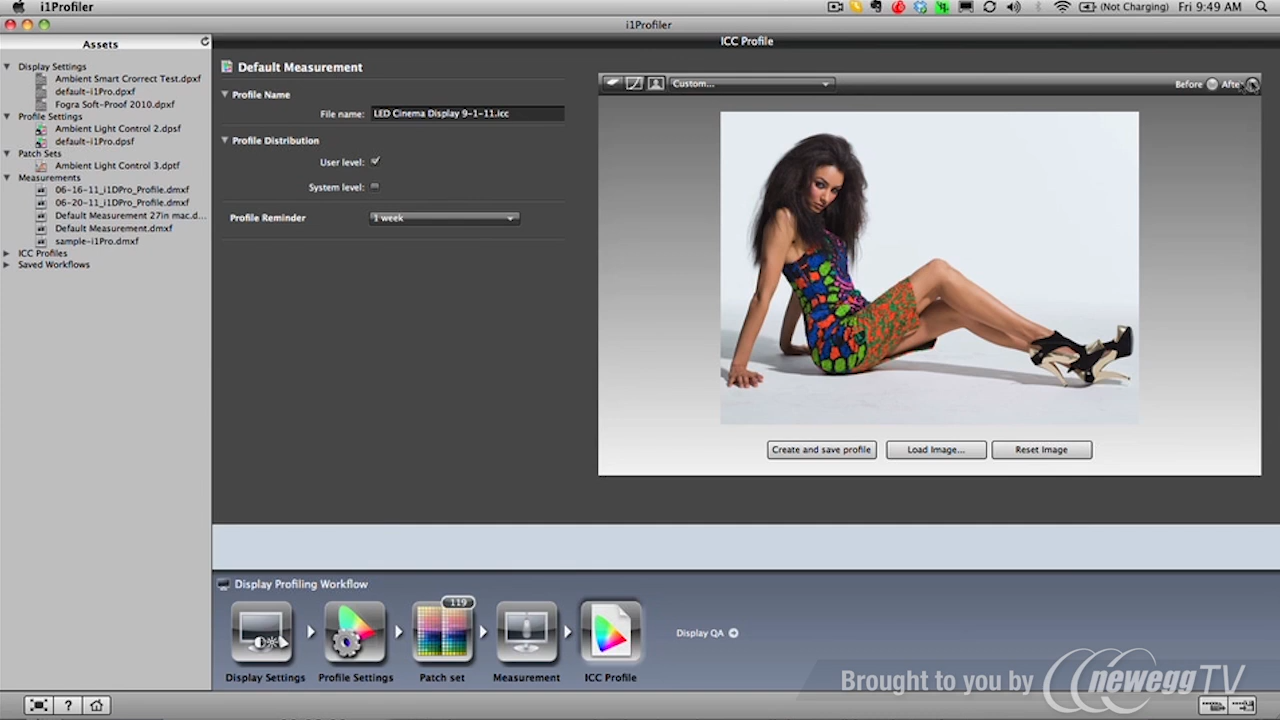 i1Profiler
(Not Charging) Fri 9:49 AM
i1Profiler
Assets
ICC Profile
Display Settings
Ambient Smart Crorrect Test.dpxf
default-i1Pro.dpxf
Fogra Soft-Proof 2010.dpxf
Profile Settings
Ambient Light Control 2.dpsf
default-i1Pro.dpsf
Patch Sets
Ambient Light Control 3.dptf
Measurements
06-16-11_i1DPro_Profile.dmxf
06-20-11_i1DPro_Profile.dmxf
Default Measurement 27in mac.d...
Default Measurement.dmxf
sample-i1Pro.dmxf
ICC Profiles
Saved Workflows
Default Measurement
Profile Name
File name: LED Cinema Display 9-1-11.icc
Profile Distribution
User level:
System level:
Profile Reminder 1 week
Custom...
Before Afte
Create and save profile
Load Image...
Reset Image
Display Profiling Workflow
119
Display Settings
Profile Settings
Patch set
Measurement
ICC Profile
Display QA
?
Brought to you by neweggTV